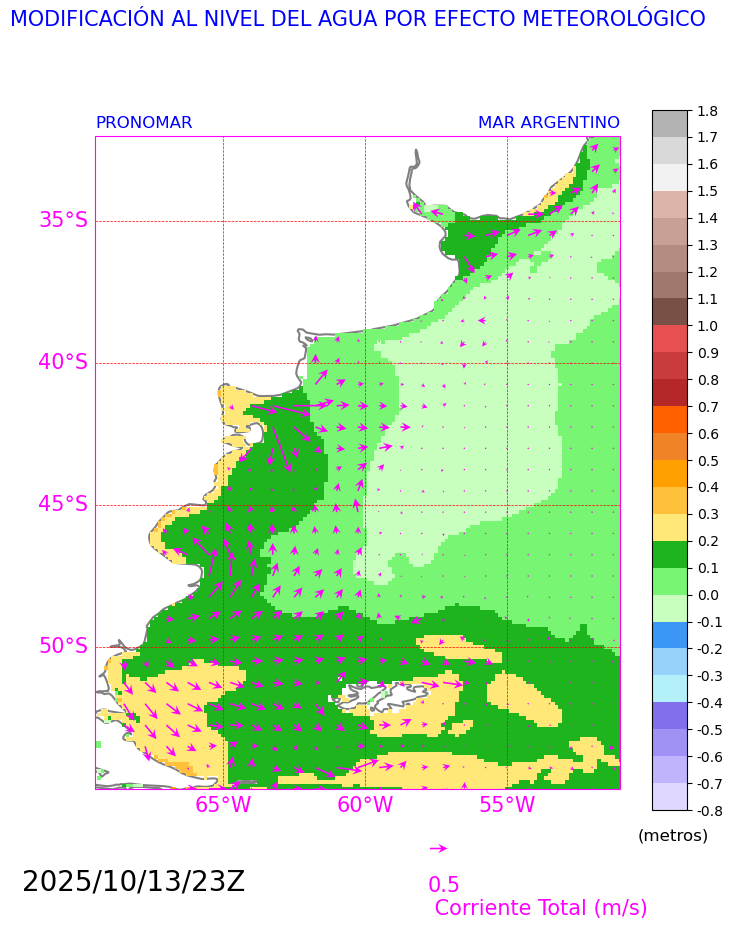 MODIFICACIÓN AL NIVEL DEL AGUA POR EFECTO METEOROLÓGICO
PRONOMAR MAR ARGENTINO
1.8
1.7
1.6
1.5
1.4
1.3
1.2
1.1
1.0
0.9
0.8
0.7
0.6
0.5
0.4
0.3
0.2
0.1
0.0
-0.1
-0.2
-0.3
-0.4
-0.5
-0.6
-0.7
-0.8
(metros)
35°S
40°S
45°S
50°S
65°W 60°W 55°W
2025/10/13/23Z
0.5
Corriente Total (m/s)